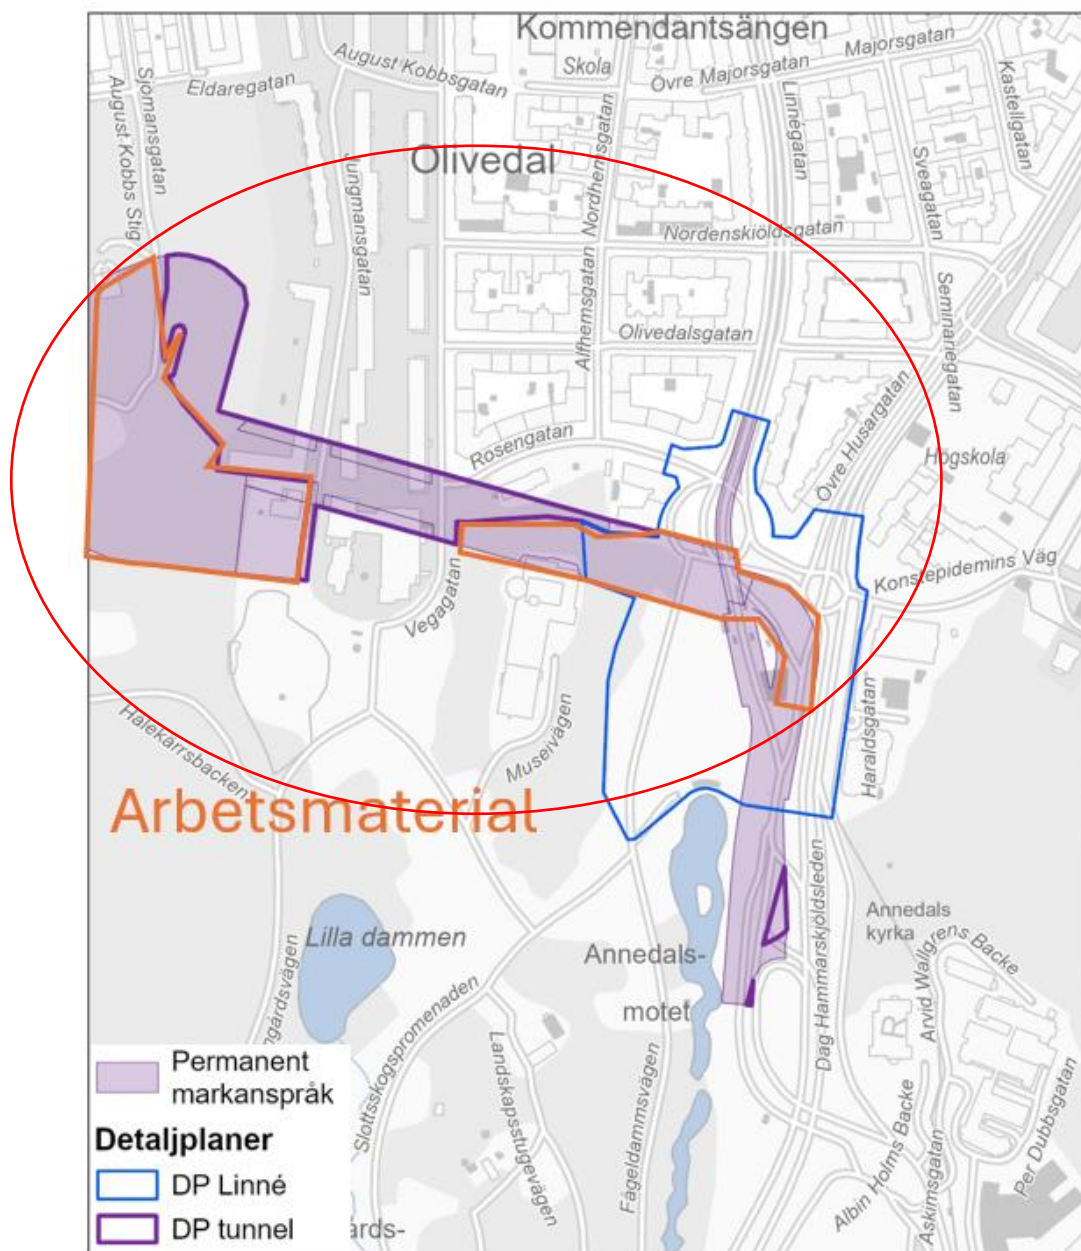 Kommendantsängen
Majorsgatan
August Kobbsgatan
Skola
Övre Majorsgatan
Kastellgatan
Eldaregatan
Sjömansgatan
August Kobbs Stig
Linnégatan
Nordhemsgatan
Olivedal
Jungmansgatan
Sveagatan
Nordenskiöldsgatan
Seminariegatan
Alfhemsgatan
Olivedalsgatan
Övre Husargatan
Rosengatan
Högskola
Konstepidemins Väg
Vegagatan
Haraldsgatan
Museivägen
Halekärrsbacken
Arbetsmaterial
Dag Hammarskjöldsleden
Annedals
kyrka
Arvid Wallgrens Backe
Lilla dammen
Annedals-
motet
ngårdsvägen
Slottsskogspromenaden
Landskapsstugevägen
Fågeldammsvägen
Albin Holms Backe
Askimsgatan
Per Dubbsgatan
Permanent
markanspråk
Detaljplaner
DP Linné
DP tunnel
årds-